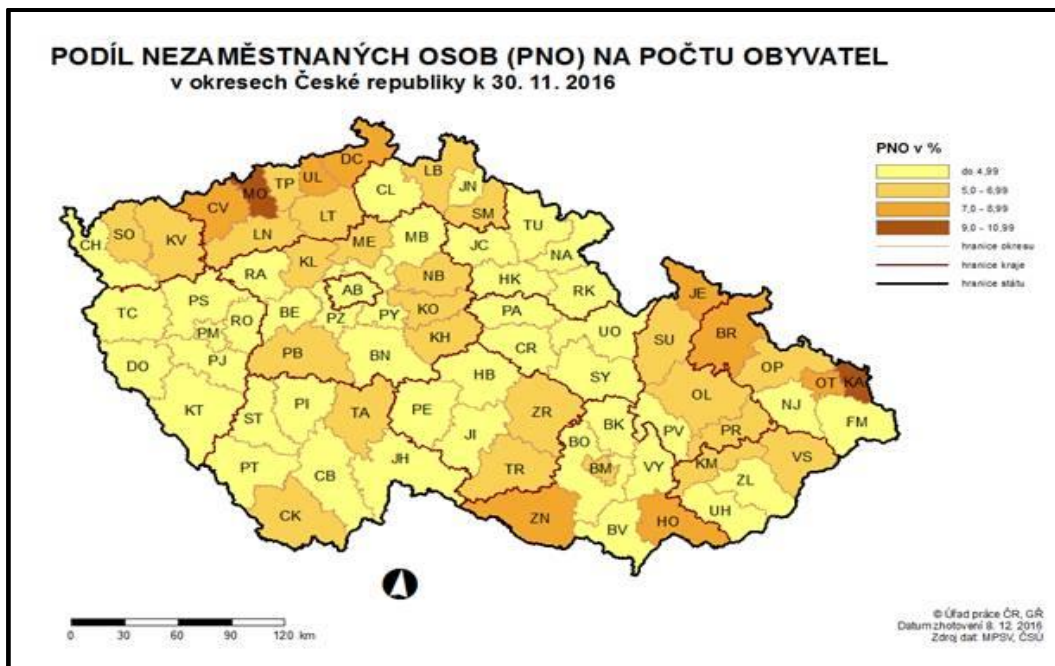 PODÍL NEZAMĚSTNANÝCH OSOB (PNO) NA POČTU OBYVATEL
v okresech České republiky k 30. 11. 2016
PNO v %
do 4,99
5,0 - 6,99
7,0 - 8,99
9,0 - 10,99
hranice okresu
hranice kraje
hranice státu
DC
UL
TP
MO
CV
LT
LN
CL
LB
JN
SM
CH
SO
KV
ME
MB
JC
TU
NA
RA
KL
AB
NB
HK
RK
TC
PS
RO
BE
PZ
PY
KO
PA
PM
PJ
KH
UO
JE
BR
DO
PB
BN
CR
SU
OP
OT
KA
KT
ST
PI
TA
PE
HB
SY
OL
NJ
FM
ZR
JI
BK
PV
PR
BO
VS
PT
CB
JH
TR
BM
VY
KM
ZL
CK
ZN
BV
HO
UH
0 30 60 90 120 km
© Úřad práce ČR, GŘ
Datum zhotovení 8. 12. 2016
Zdroj dat: MPSV, ČSÚ